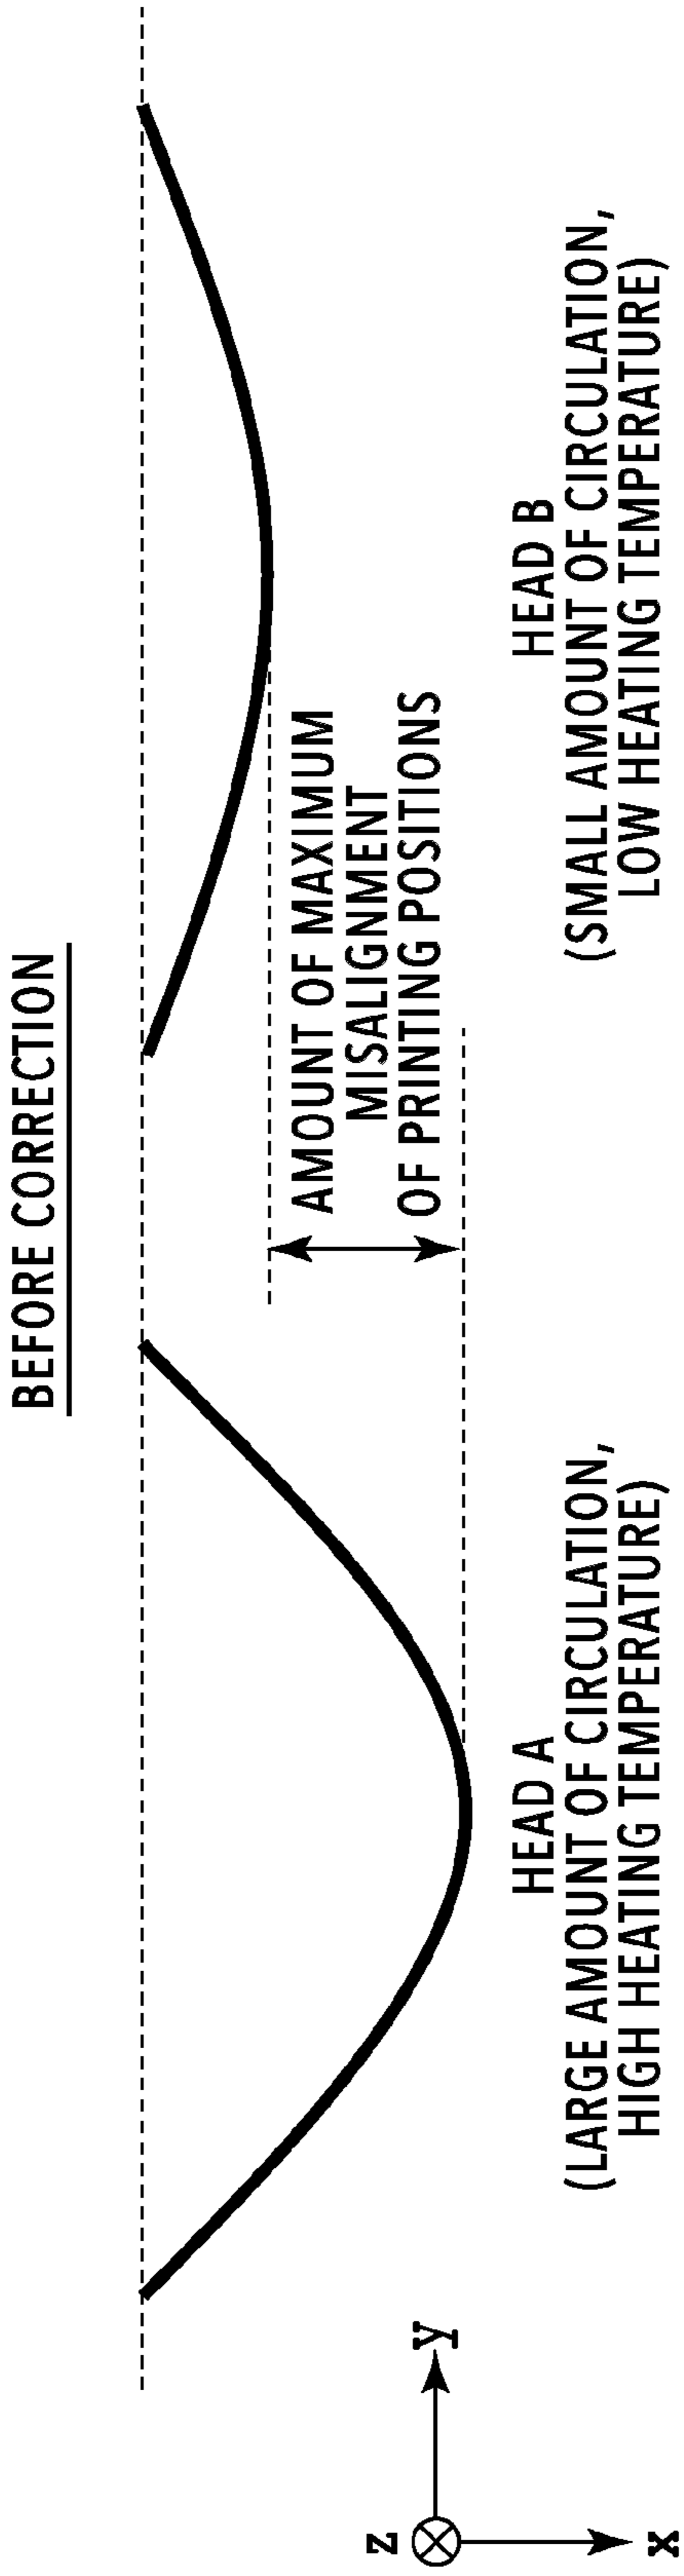 BEFORE CORRECTION
AMOUNT OF MAXIMUM
MISALIGNMENT
OF PRINTING POSITIONS
HEAD A
(LARGE AMOUNT OF CIRCULATION,
HIGH HEATING TEMPERATURE)
HEAD B
(SMALL AMOUNT OF CIRCULATION,
LOW HEATING TEMPERATURE)
z
y
x